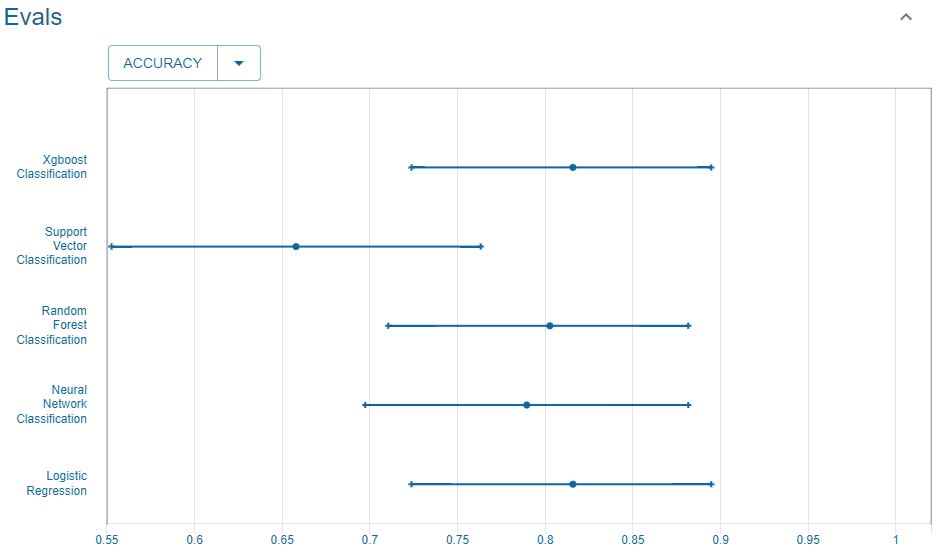 Evals
ACCURACY
Xgboost
Classification
Support
Vector
Classification
Random
Forest
Classification
Neural
Network
Classification
Logistic
Regression
0.55 0.6 0.65 0.7 0.75 0.8 0.85 0.9 0.95 1